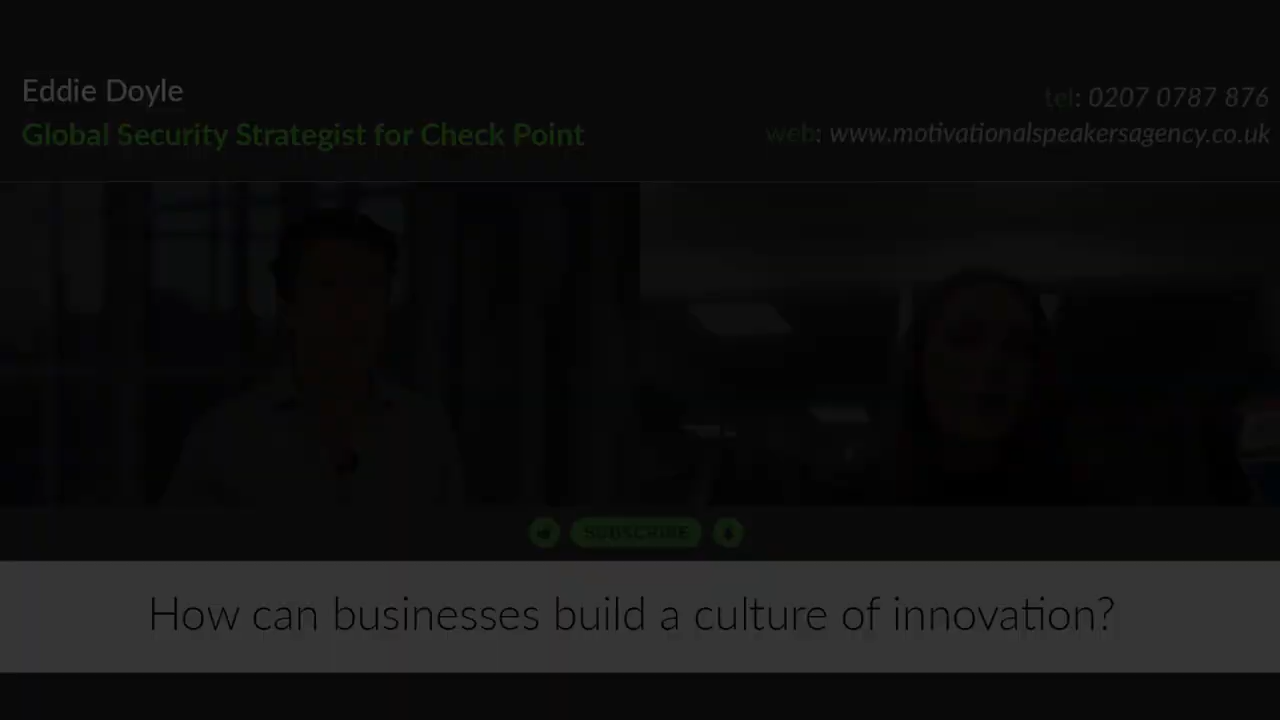 Eddie Doyle
Global Security Strategist for Check Point
tel: 0207 0787 876
web: www.motivationalspeakersagency.co.uk
SUBSCRIBE
How can businesses build a culture of innovation?